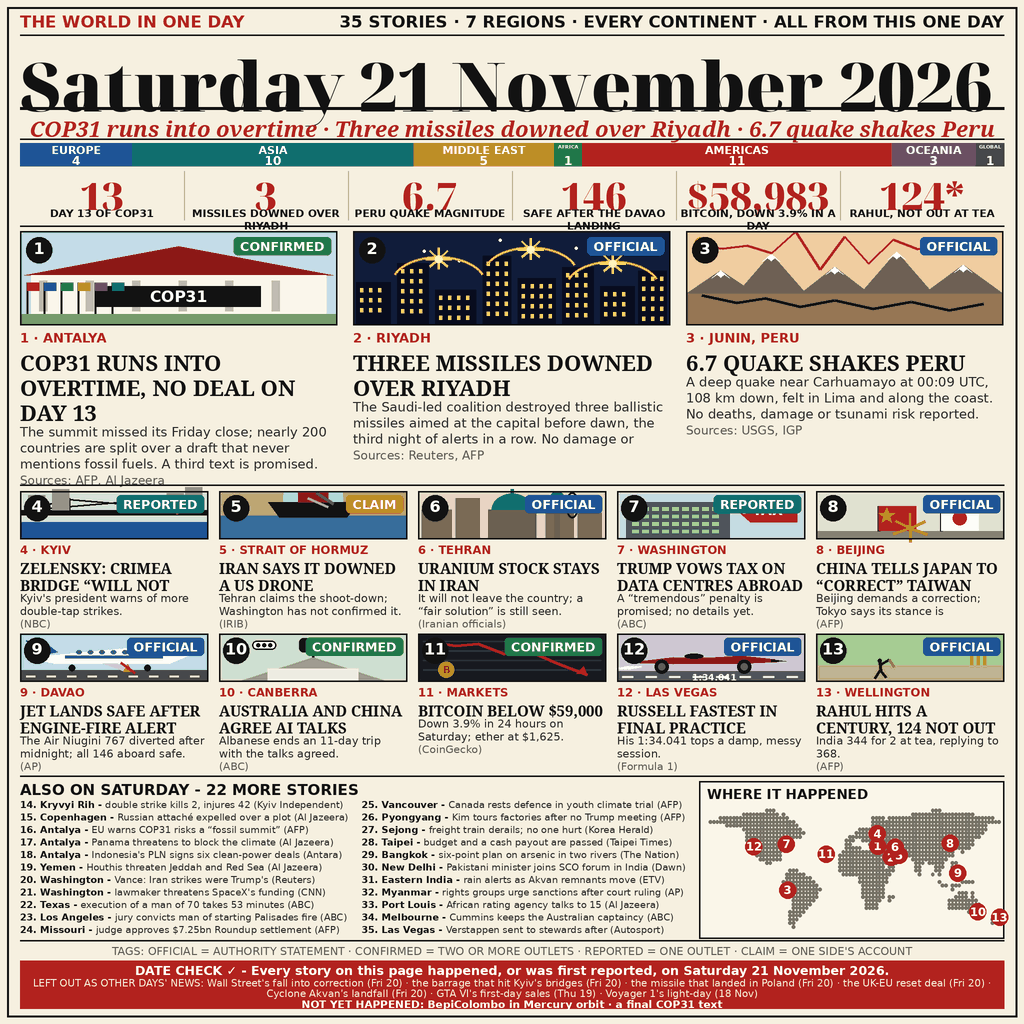 THE WORLD IN ONE DAY
35 STORIES · 7 REGIONS · EVERY CONTINENT · ALL FROM THIS ONE DAY
Saturday 21 November 2026
COP31 runs into overtime · Three missiles downed over Riyadh · 6.7 quake shakes Peru
EUROPE
4
ASIA
10
MIDDLE EAST
5
AFRICA
1
AMERICAS
11
OCEANIA
3
GLOBAL
1
13
DAY 13 OF COP31
3
MISSILES DOWNED OVER
RIYADH
6.7
PERU QUAKE MAGNITUDE
146
SAFE AFTER THE DAVAO
LANDING
$58,983
BITCOIN, DOWN 3.9% IN A
DAY
124*
RAHUL, NOT OUT AT TEA
1
CONFIRMED
COP31
1 · ANTALYA
COP31 RUNS INTO
OVERTIME, NO DEAL ON
DAY 13
The summit missed its Friday close; nearly 200
countries are split over a draft that never
mentions fossil fuels. A third text is promised.
Sources: AFP, Al Jazeera
2
OFFICIAL
2 · RIYADH
THREE MISSILES DOWNED
OVER RIYADH
The Saudi-led coalition destroyed three ballistic
missiles aimed at the capital before dawn, the
third night of alerts in a row. No damage or
Sources: Reuters, AFP
3
OFFICIAL
3 · JUNIN, PERU
6.7 QUAKE SHAKES PERU
A deep quake near Carhuamayo at 00:09 UTC,
108 km down, felt in Lima and along the coast.
No deaths, damage or tsunami risk reported.
Sources: USGS, IGP
4
REPORTED
4 · KYIV
ZELENSKY: CRIMEA
BRIDGE “WILL NOT
Kyiv's president warns of more
double-tap strikes.
(NBC)
5
CLAIM
5 · STRAIT OF HORMUZ
IRAN SAYS IT DOWNED
A US DRONE
Tehran claims the shoot-down;
Washington has not confirmed it.
(IRIB)
6
OFFICIAL
6 · TEHRAN
URANIUM STOCK STAYS
IN IRAN
It will not leave the country; a
“fair solution” is still seen.
(Iranian officials)
7
REPORTED
7 · WASHINGTON
TRUMP VOWS TAX ON
DATA CENTRES ABROAD
A “tremendous” penalty is
promised; no details yet.
(ABC)
8
OFFICIAL
8 · BEIJING
CHINA TELLS JAPAN TO
“CORRECT” TAIWAN
Beijing demands a correction;
Tokyo says its stance is
(AFP)
9
OFFICIAL
9 · DAVAO
JET LANDS SAFE AFTER
ENGINE-FIRE ALERT
The Air Niugini 767 diverted after
midnight; all 146 aboard safe.
(AP)
10
CONFIRMED
10 · CANBERRA
AUSTRALIA AND CHINA
AGREE AI TALKS
Albanese ends an 11-day trip
with the talks agreed.
(ABC)
11
CONFIRMED
B
11 · MARKETS
BITCOIN BELOW $59,000
Down 3.9% in 24 hours on
Saturday; ether at $1,625.
(CoinGecko)
12
OFFICIAL
1:34.041
12 · LAS VEGAS
RUSSELL FASTEST IN
FINAL PRACTICE
His 1:34.041 tops a damp, messy
session.
(Formula 1)
13
OFFICIAL
13 · WELLINGTON
RAHUL HITS A
CENTURY, 124 NOT OUT
India 344 for 2 at tea, replying to
368.
(AFP)
ALSO ON SATURDAY - 22 MORE STORIES
14. Kryvyi Rih - double strike kills 2, injures 42 (Kyiv Independent)
15. Copenhagen - Russian attaché expelled over a plot (Al Jazeera)
16. Antalya - EU warns COP31 risks a “fossil summit” (AFP)
17. Antalya - Panama threatens to block the climate (Al Jazeera)
18. Antalya - Indonesia's PLN signs six clean-power deals (Antara)
19. Yemen - Houthis threaten Jeddah and Red Sea (Al Jazeera)
20. Washington - Vance: Iran strikes were Trump's (Reuters)
21. Washington - lawmaker threatens SpaceX's funding (CNN)
22. Texas - execution of a man of 70 takes 53 minutes (ABC)
23. Los Angeles - jury convicts man of starting Palisades fire (ABC)
24. Missouri - judge approves $7.25bn Roundup settlement (AFP)
25. Vancouver - Canada rests defence in youth climate trial (AFP)
26. Pyongyang - Kim tours factories after no Trump meeting (AFP)
27. Sejong - freight train derails; no one hurt (Korea Herald)
28. Taipei - budget and a cash payout are passed (Taipei Times)
29. Bangkok - six-point plan on arsenic in two rivers (The Nation)
30. New Delhi - Pakistani minister joins SCO forum in India (Dawn)
31. Eastern India - rain alerts as Akvan remnants move (ETV)
32. Myanmar - rights groups urge sanctions after court ruling (AP)
33. Port Louis - African rating agency talks to 15 (Al Jazeera)
34. Melbourne - Cummins keeps the Australian captaincy (ABC)
35. Las Vegas - Verstappen sent to stewards after (Autosport)
WHERE IT HAPPENED
12
7
11
4
1
6
2
5
8
9
3
10
13
TAGS: OFFICIAL = AUTHORITY STATEMENT · CONFIRMED = TWO OR MORE OUTLETS · REPORTED = ONE OUTLET · CLAIM = ONE SIDE'S ACCOUNT
DATE CHECK ✓ - Every story on this page happened, or was first reported, on Saturday 21 November 2026.
LEFT OUT AS OTHER DAYS' NEWS: Wall Street's fall into correction (Fri 20) · the barrage that hit Kyiv's bridges (Fri 20) · the missile that landed in Poland (Fri 20) · the UK-EU reset deal (Fri 20) ·
Cyclone Akvan's landfall (Fri 20) · GTA VI's first-day sales (Thu 19) · Voyager 1's light-day (18 Nov)
NOT YET HAPPENED: BepiColombo in Mercury orbit · a final COP31 text